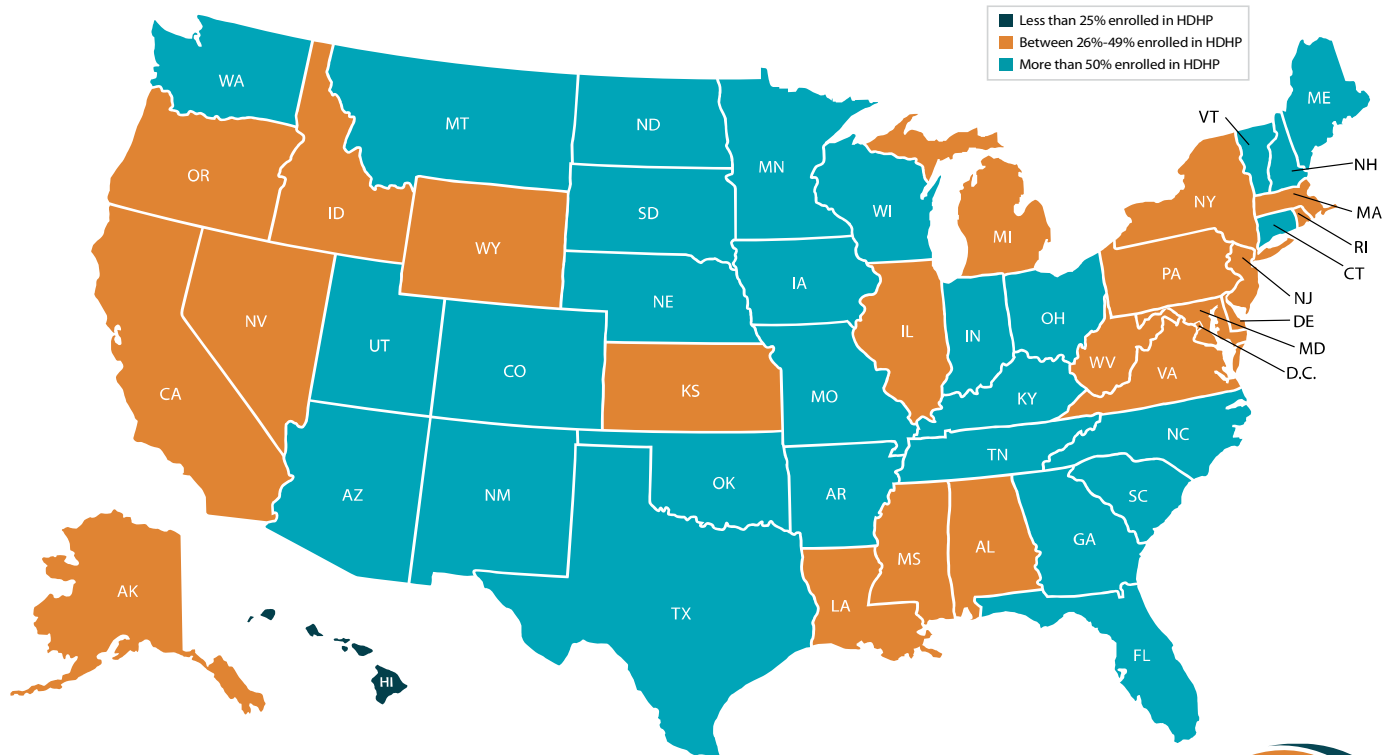 Less than 25% enrolled in HDHP
Between 26%-49% enrolled in HDHP
More than 50% enrolled in HDHP
WA
MT
ND
MN
ME
VT
NH
OR
ID
WY
SD
WI
MI
NY
MA
RI
CT
NV
UT
NE
IA
PA
NJ
CA
CO
KS
MO
IL
IN
OH
WV
VA
DE
MD
D.C.
KY
AZ
NM
OK
AR
TN
NC
SC
AK
TX
LA
MS
AL
GA
HI
FL